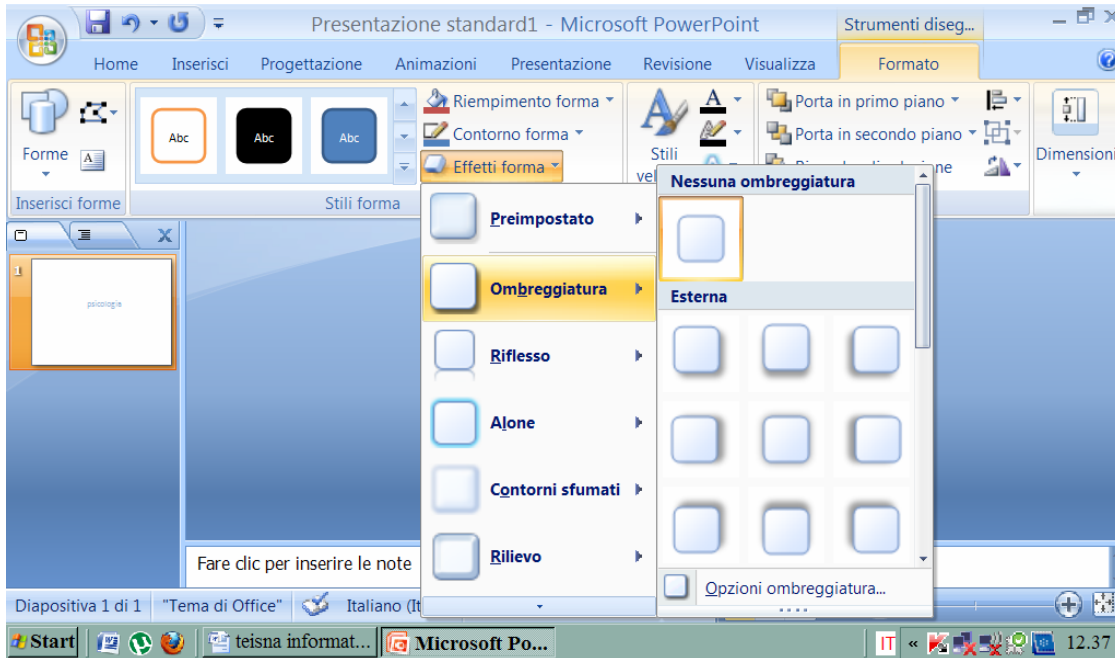 Presentazione standard1 - Microsoft PowerPoint
Strumenti diseg...
Home Inserisci Progettazione Animazioni Presentazione Revisione Visualizza Formato
Abc Abc Abc
Forme
Riempimento forma
Contorno forma
Effetti forma
Stili
Porta in primo piano
Porta in secondo piano
Dimensioni
Inserisci forme
Stili forma
1
psicologia
Preimpostato
Ombreggiatura
Riflesso
Alone
Contorni sfumati
Rilievo
Nessuna ombreggiatura
Esterna
Opzioni ombreggiatura...
Fare clic per inserire le note
Diapositiva 1 di 1 "Tema di Office" Italiano (It
Start teisna informat... Microsoft Po... IT « 12.37